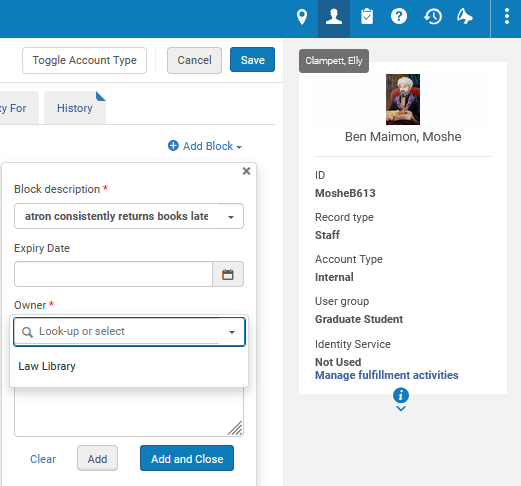 Toggle Account Type
Cancel
Save
Clampett, Elly
xy For
History
Add Block
Block description *
atron consistently returns books late
Expiry Date
Owner *
Look-up or select
Law Library
Clear
Add
Add and Close
Ben Maimon, Moshe
ID
MosheB613
Record type
Staff
Account Type
Internal
User group
Graduate Student
Identity Service
Not Used
Manage fulfillment activities